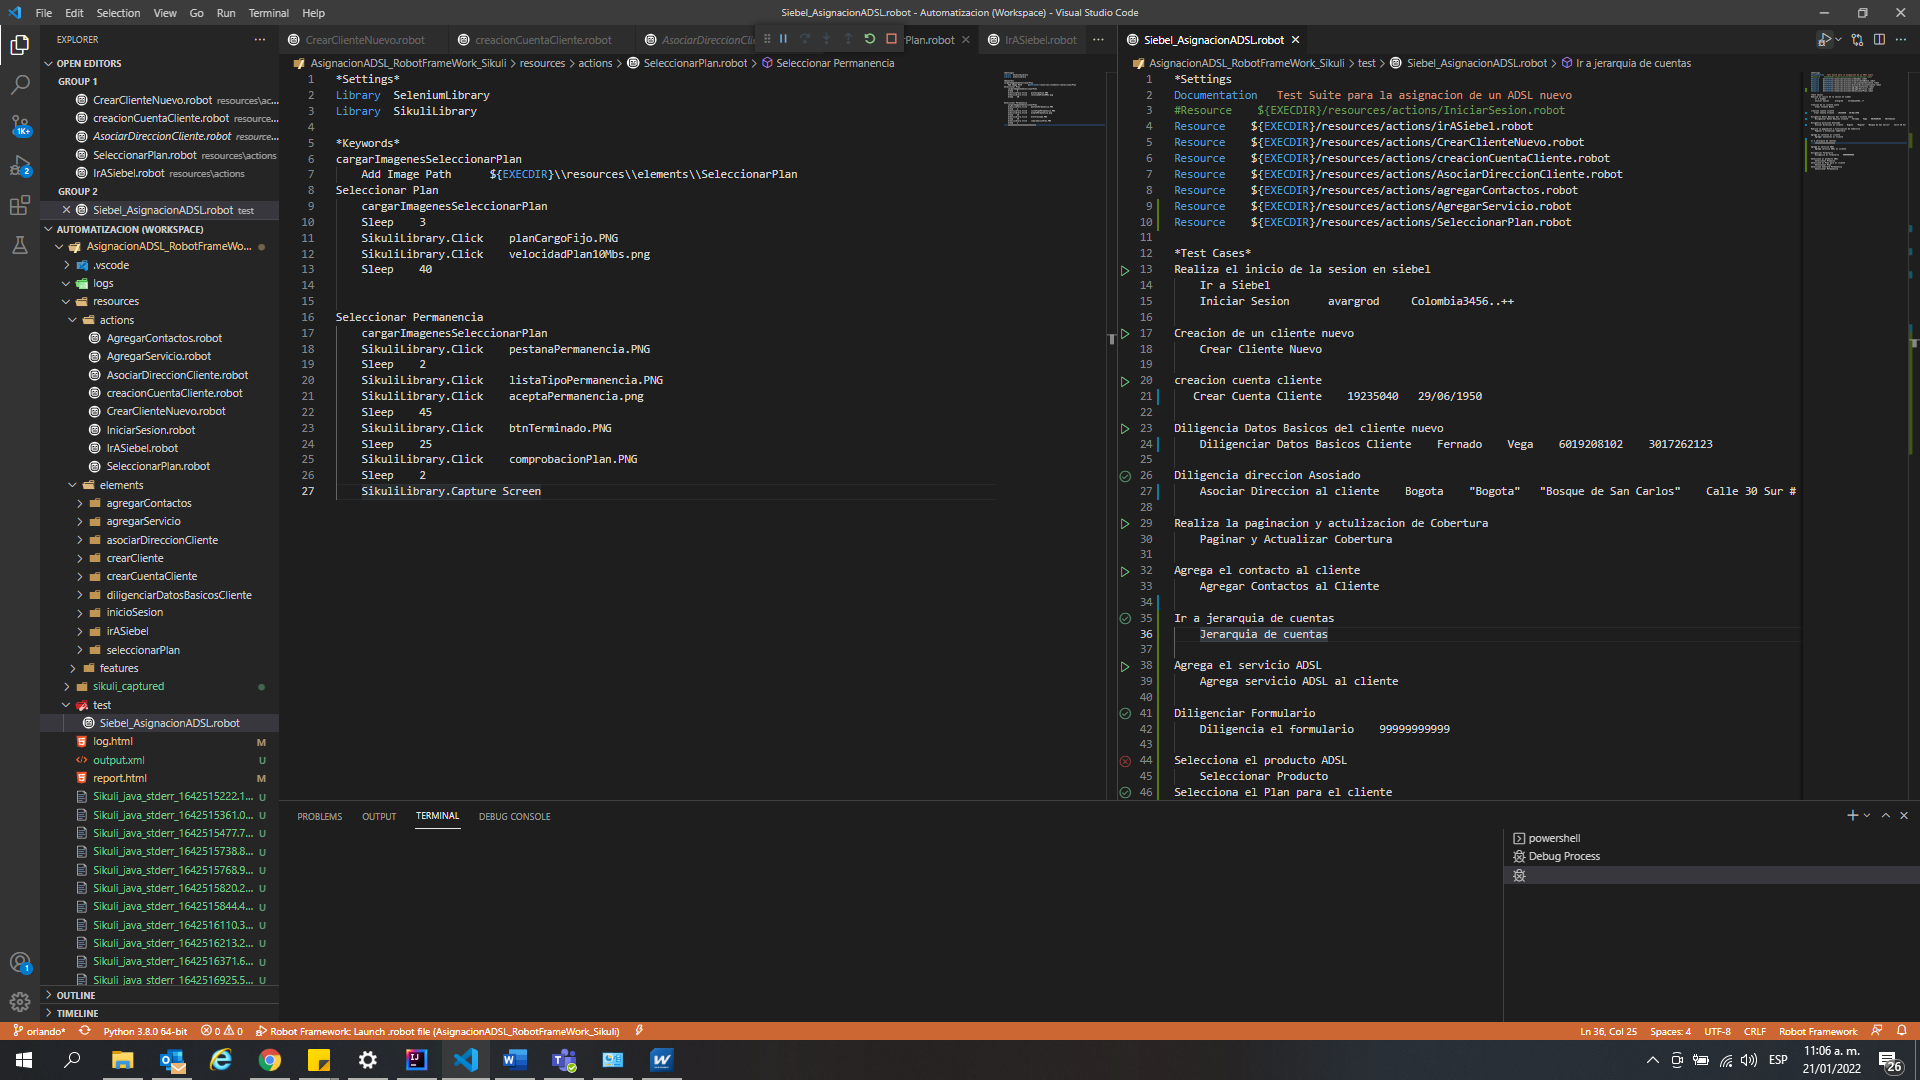 File Edit Selection View Go Run Terminal Help
Siebel_AsignacionADSL.robot - Automatizacion (Workspace) - Visual Studio Code
EXPLORER
OPEN EDITORS
GROUP 1
CrearClienteNuevo.robot resources\ac...
creacionCuentaCliente.robot resource...
AsociarDireccionCliente.robot resource...
SeleccionarPlan.robot resources\actions
IrASiebel.robot resources\actions
GROUP 2
Siebel_AsignacionADSL.robot test
AUTOMATIZACION (WORKSPACE)
AsignacionADSL_RobotFrameWo...
.vscode
logs
resources
actions
AgregarContactos.robot
AgregarServicio.robot
AsociarDireccionCliente.robot
creacionCuentaCliente.robot
CrearClienteNuevo.robot
IniciarSesion.robot
IrASiebel.robot
SeleccionarPlan.robot
elements
agregarContactos
agregarServicio
asociarDireccionCliente
crearCliente
crearCuentaCliente
diligenciarDatosBasicosCliente
inicioSesion
irASiebel
seleccionarPlan
features
sikuli_captured
test
Siebel_AsignacionADSL.robot
log.html M
output.xml U
report.html M
Sikuli_java_stderr_1642515222.1... U
Sikuli_java_stderr_1642515361.0... U
Sikuli_java_stderr_1642515477.7... U
Sikuli_java_stderr_1642515738.8... U
Sikuli_java_stderr_1642515768.9... U
Sikuli_java_stderr_1642515820.2... U
Sikuli_java_stderr_1642515844.4... U
Sikuli_java_stderr_1642516110.3... U
Sikuli_java_stderr_1642516213.2... U
Sikuli_java_stderr_1642516371.6... U
Sikuli_java_stderr_1642516925.5... U
OUTLINE
TIMELINE
1K+
2
1
CrearClienteNuevo.robot creacionCuentaCliente.robot AsociarDireccionCli rPlan.robot IrASiebel.robot
AsignacionADSL_RobotFrameWork_Sikuli > resources > actions > SeleccionarPlan.robot > Seleccionar Permanencia
1 *Settings*
2 Library SeleniumLibrary
3 Library SikuliLibrary
4
5 *Keywords*
6 cargarImagenesSeleccionarPlan
7 Add Image Path ${EXECDIR}\\resources\\elements\\SeleccionarPlan
8 Seleccionar Plan
9 cargarImagenesSeleccionarPlan
10 Sleep 3
11 SikuliLibrary.Click planCargoFijo.PNG
12 SikuliLibrary.Click velocidadPlan10Mbs.png
13 Sleep 40
14
15
16 Seleccionar Permanencia
17 cargarImagenesSeleccionarPlan
18 SikuliLibrary.Click pestanaPermanencia.PNG
19 Sleep 2
20 SikuliLibrary.Click listaTipoPermanencia.PNG
21 SikuliLibrary.Click aceptaPermanencia.png
22 Sleep 45
23 SikuliLibrary.Click btnTerminado.PNG
24 Sleep 25
25 SikuliLibrary.Click comprobacionPlan.PNG
26 Sleep 2
27 SikuliLibrary.Capture Screen
Siebel_AsignacionADSL.robot
AsignacionADSL_RobotFrameWork_Sikuli > test > Siebel_AsignacionADSL.robot > Ir a jerarquia de cuentas
1 *Settings
2 Documentation Test Suite para la asignacion de un ADSL nuevo
3 #Resource ${EXECDIR}/resources/actions/IniciarSesion.robot
4 Resource ${EXECDIR}/resources/actions/irASiebel.robot
5 Resource ${EXECDIR}/resources/actions/CrearClienteNuevo.robot
6 Resource ${EXECDIR}/resources/actions/creacionCuentaCliente.robot
7 Resource ${EXECDIR}/resources/actions/AsociarDireccionCliente.robot
8 Resource ${EXECDIR}/resources/actions/agregarContactos.robot
9 Resource ${EXECDIR}/resources/actions/AgregarServicio.robot
10 Resource ${EXECDIR}/resources/actions/SeleccionarPlan.robot
11
12 *Test Cases*
13 Realiza el inicio de la sesion en siebel
14 Ir a Siebel
15 Iniciar Sesion avargrod Colombia3456..++
16
17 Creacion de un cliente nuevo
18 Crear Cliente Nuevo
19
20 creacion cuenta cliente
21 Crear Cuenta Cliente 19235040 29/06/1950
22
23 Diligencia Datos Basicos del cliente nuevo
24 Diligenciar Datos Basicos Cliente Fernado Vega 6019208102 3017262123
25
26 Diligencia direccion Asosiado
27 Asociar Direccion al cliente Bogota "Bogota" "Bosque de San Carlos" Calle 30 Sur #
28
29 Realiza la paginacion y actulizacion de Cobertura
30 Paginar y Actualizar Cobertura
31
32 Agrega el contacto al cliente
33 Agregar Contactos al Cliente
34
35 Ir a jerarquia de cuentas
36 Jerarquia de cuentas
37
38 Agrega el servicio ADSL
39 Agrega servicio ADSL al cliente
40
41 Diligenciar Formulario
42 Diligencia el formulario 99999999999
43
44 Selecciona el producto ADSL
45 Seleccionar Producto
46 Selecciona el Plan para el cliente
PROBLEMS OUTPUT TERMINAL DEBUG CONSOLE
powershell
Debug Process
orlando* Python 3.8.0 64-bit 0 0 Robot Framework: Launch .robot file (AsignacionADSL_RobotFrameWork_Sikuli)
Ln 36, Col 25 Spaces: 4 UTF-8 CRLF Robot Framework
ESP
11:06 a. m.
21/01/2022
26